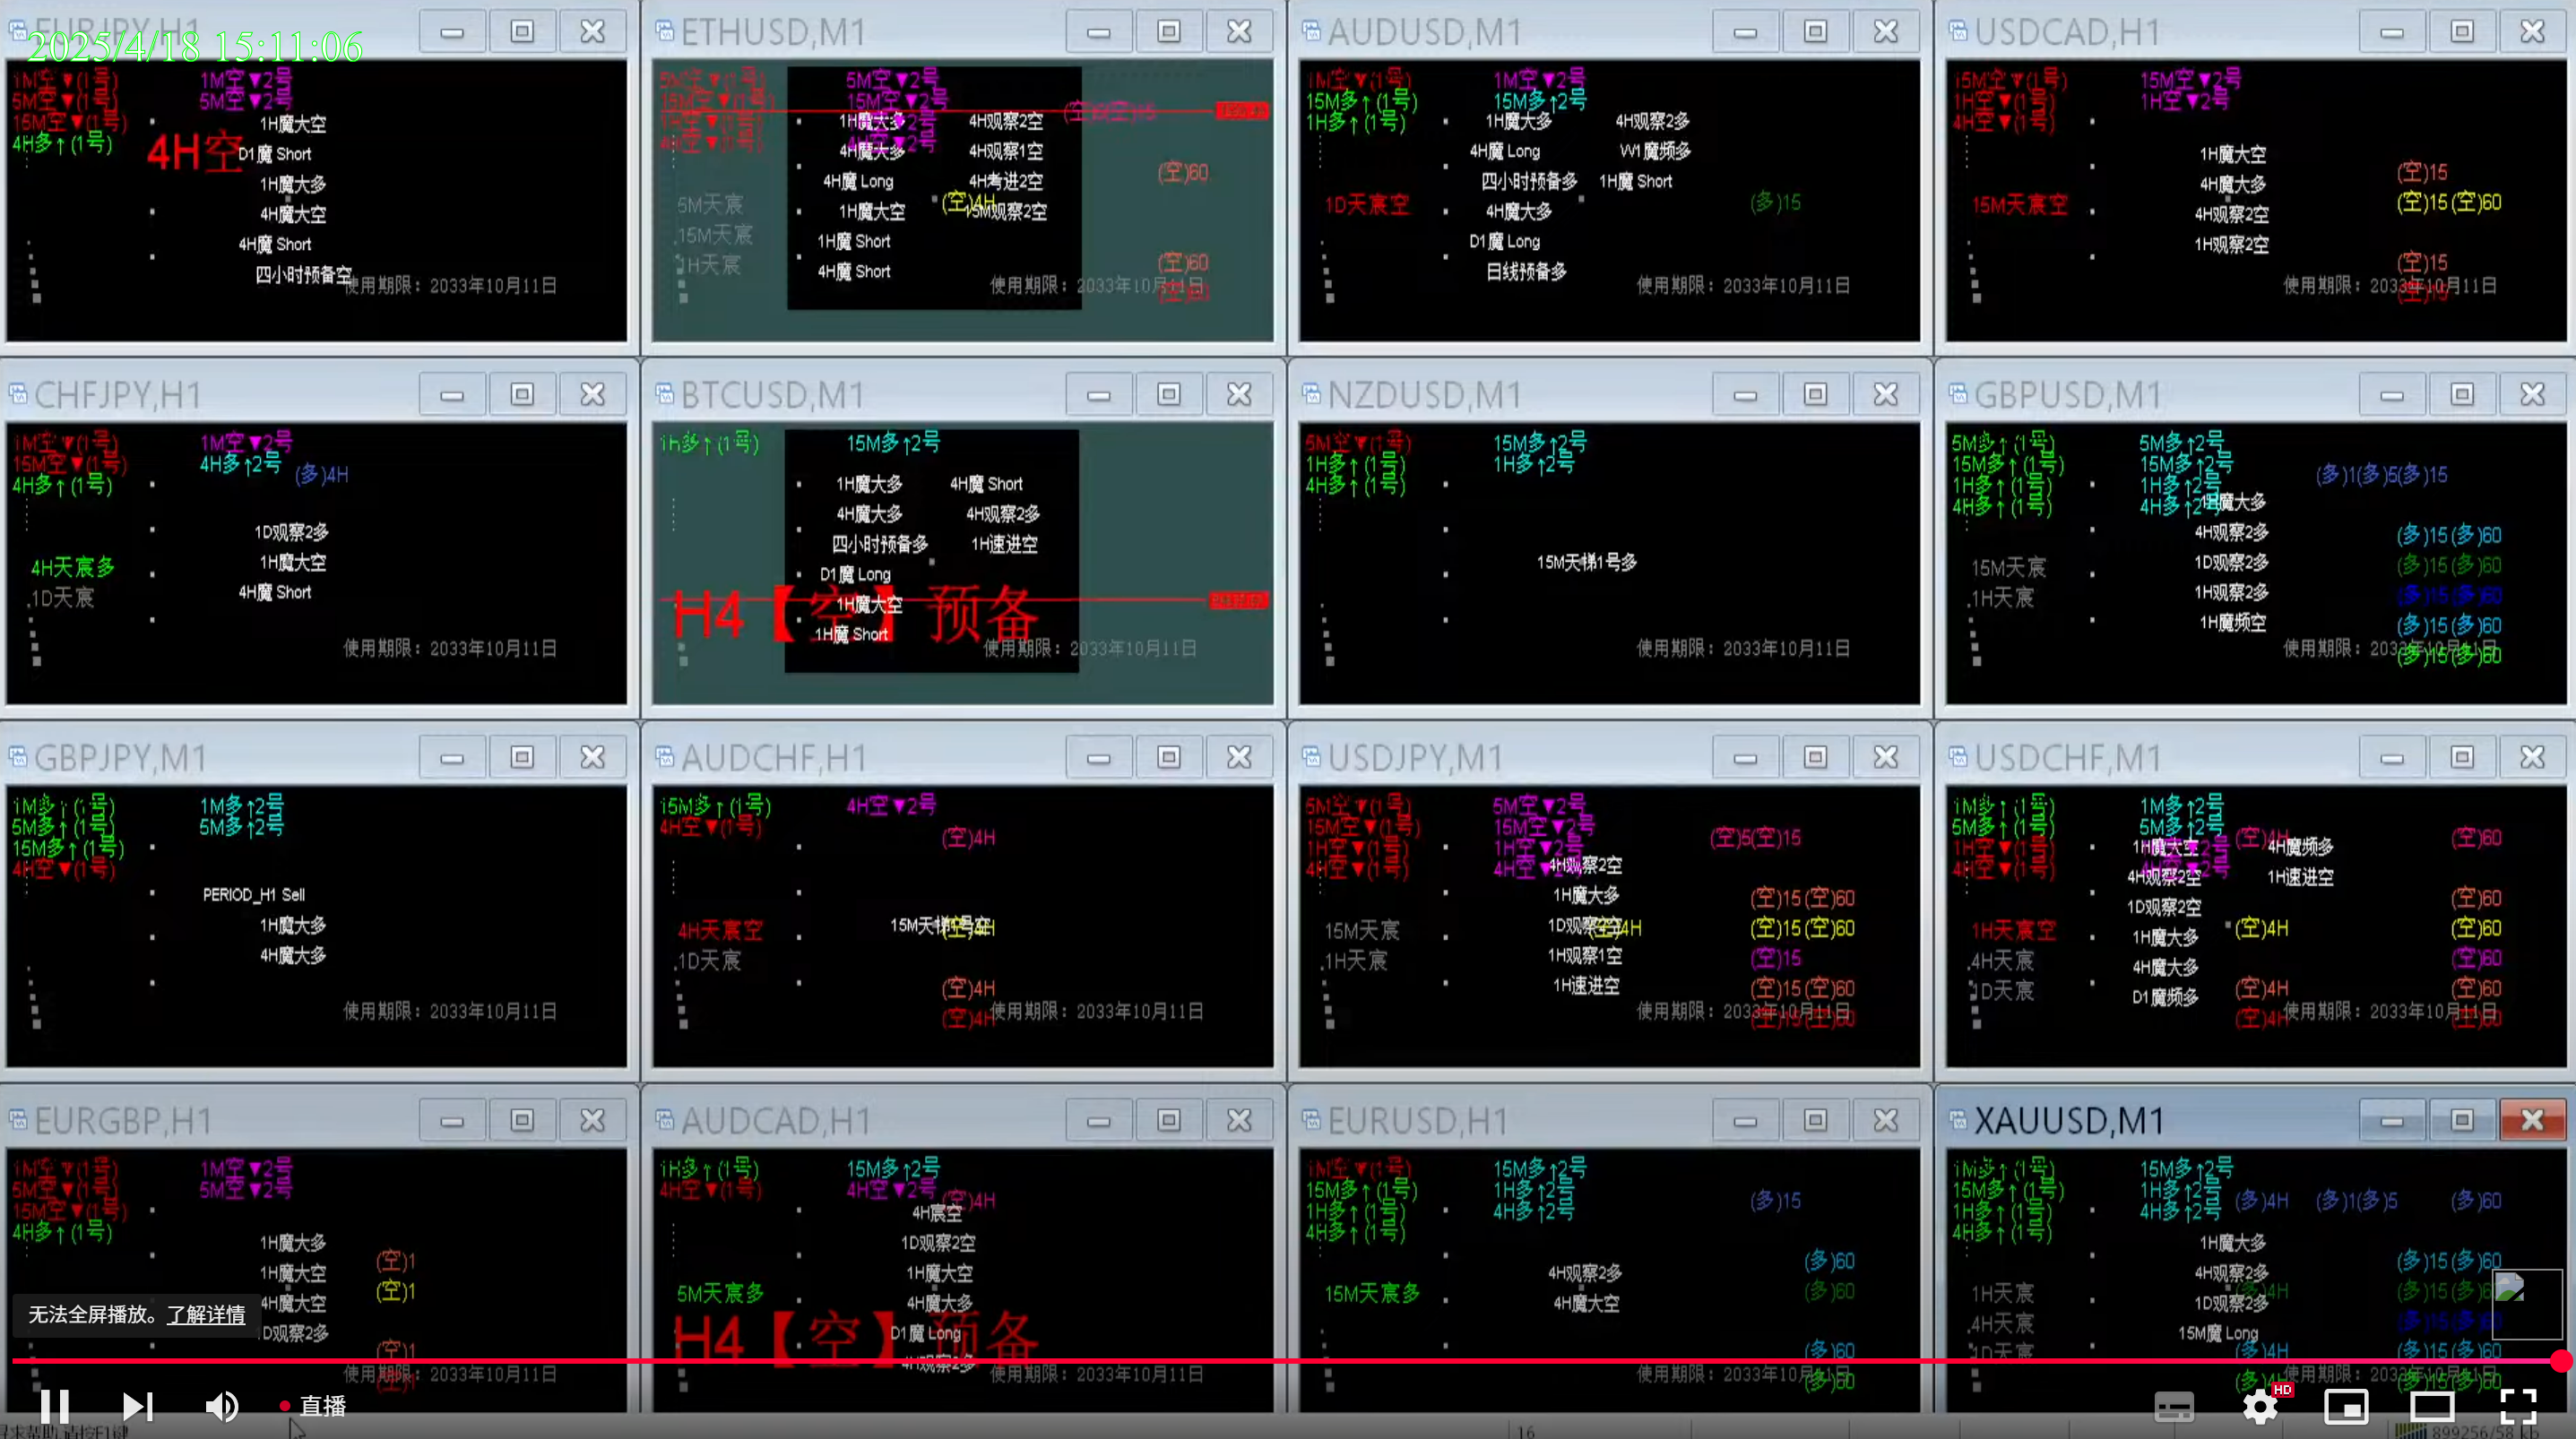 EURJPY,H1
2025/4/18 15:11:06
1M空▼(1号)
1M空▼2号
5M空▼(1号)
5M空▼2号
15M空▼(1号)
1H魔大空
4H多↑(1号)
4H空
D1魔 Short
1H魔大多
4H魔大空
4H魔 Short
四小时预备空
使用期限：2033年10月11日
ETHUSD,M1
5M空▼(1号)
5M空▼2号
15M空▼(1号)
15M空▼2号
1H魔大多
4H观察2空
4H魔大多
4H观察1空
4H魔 Long
4H考进2空
(空)60
5M天宸
1H魔大空
(空)4H
15M观察2空
15M天宸
1H魔 Short
1H天宸
4H魔 Short
(空)60
使用期限：2033年10月11日
(空)60
AUDUSD,M1
1M空▼(1号)
1M空▼2号
15M多↑(1号)
15M多↑2号
1H多↑(1号)
1H魔大多
4H观察2多
4H魔 Long
W1魔频多
四小时预备多
1H魔 Short
1D天宸空
4H魔大多
(多)15
D1魔 Long
日线预备多
使用期限：2033年10月11日
USDCAD,H1
15M空▼(1号)
15M空▼2号
1H空▼(1号)
1H空▼2号
4H空▼(1号)
1H魔大空
4H魔大多
(空)15
15M天宸空
4H观察2空
(空)15(空)60
1H观察2空
(空)15
使用期限：2033年10月11日
(空)15
CHFJPY,H1
1M空▼(1号)
1M空▼2号
15M空▼(1号)
4H多↑2号
(多)4H
4H多↑(1号)
1D观察2多
4H天宸多
1H魔大空
1D天宸
4H魔 Short
使用期限：2033年10月11日
BTCUSD,M1
1h多↑(1号)
15M多↑2号
1H魔大多
4H魔 Short
4H魔大多
4H观察2多
四小时预备多
1H速进空
D1魔 Long
H4【空】预备
1H魔大空
1H魔 Short
使用期限：2033年10月11日
NZDUSD,M1
5M空▼(1号)
15M多↑2号
1H多↑(1号)
1H多↑2号
4H多↑(1号)
15M天梯1号多
使用期限：2033年10月11日
GBPUSD,M1
5M多↑(1号)
5M多↑2号
15M多↑(1号)
15M多↑2号
(多)1(多)5(多)15
1H多↑(1号)
1H多↑2号
4H多↑(1号)
4H多↑2号
1H魔大多
4H观察2多
(多)15(多)60
15M天宸
1D观察2多
(多)15(多)60
1H天宸
1H观察2多
(多)15(多)60
1H魔频空
(多)15(多)60
使用期限：2033年10月11日
(多)15(多)60
GBPJPY,M1
1M多↑(1号)
1M多↑2号
5M多↑(1号)
5M多↑2号
15M多↑(1号)
4H空▼(1号)
PERIOD_H1 Sell
1H魔大多
4H魔大多
使用期限：2033年10月11日
AUDCHF,H1
15M多↑(1号)
4H空▼2号
4H空▼(1号)
(空)4H
15M天梯1号空
(空)4H
4H天宸空
1D天宸
(空)4H
(空)4H
使用期限：2033年10月11日
USDJPY,M1
5M空▼(1号)
5M空▼2号
15M空▼(1号)
15M空▼2号
(空)5(空)15
1H空▼(1号)
1H空▼2号
4H空▼(1号)
4H空▼2号
4H观察2空
1H魔大多
(空)15(空)60
15M天宸
1D观察2空
(空)4H
(空)15(空)60
1H天宸
1H观察1空
(空)15
1H速进空
(空)15(空)60
使用期限：2033年10月11日
(空)15(空)60
USDCHF,M1
1M多↑(1号)
1M多↑2号
5M多↑(1号)
5M多↑2号
(空)4H
(空)60
1H空▼(1号)
1H魔大空
4H魔频多
4H空▼(1号)
4H观察2空
1H速进空
1D观察2空
(空)60
1H天宸空
1H魔大多
(空)4H
(空)60
4H天宸
4H魔大多
(空)60
1D天宸
D1魔频多
(空)4H
(空)60
(空)4H
使用期限：2033年10月11日
(空)60
EURGBP,H1
1M空▼(1号)
1M空▼2号
5M空▼(1号)
5M空▼2号
15M空▼(1号)
4H多↑(1号)
1H魔大多
(空)1
1H魔大空
(空)1
4H魔大空
1D观察2多
(空)1
使用期限：2033年10月11日
(空)1
AUDCAD,H1
1H多↑(1号)
15M多↑2号
4H空▼(1号)
4H空▼2号
(空)4H
4H宸空
1D观察2空
1H魔大空
5M天宸多
4H魔大多
H4【空】预备
D1魔 Long
4H观察2多
使用期限：2033年10月11日
EURUSD,H1
1M空▼(1号)
15M多↑2号
15M多↑(1号)
1H多↑2号
(多)15
1H多↑(1号)
4H多↑2号
4H多↑(1号)
(多)60
4H观察2多
(多)60
15M天宸多
4H魔大空
(多)60
使用期限：2033年10月11日
(多)60
XAUUSD,M1
1M多↑(1号)
15M多↑2号
15M多↑(1号)
1H多↑2号
(多)4H
(多)1(多)5
(多)60
1H多↑(1号)
4H多↑2号
4H多↑(1号)
1H魔大多
(多)15(多)60
4H观察2多
1H天宸
1D观察2多
(多)4H
4H天宸
15M魔 Long
1D天宸
(多)4H
(多)15(多)60
使用期限：2033年10月11日
(多)15(多)60
无法全屏播放。了解详情
直播
HD
16
899256/58 kb